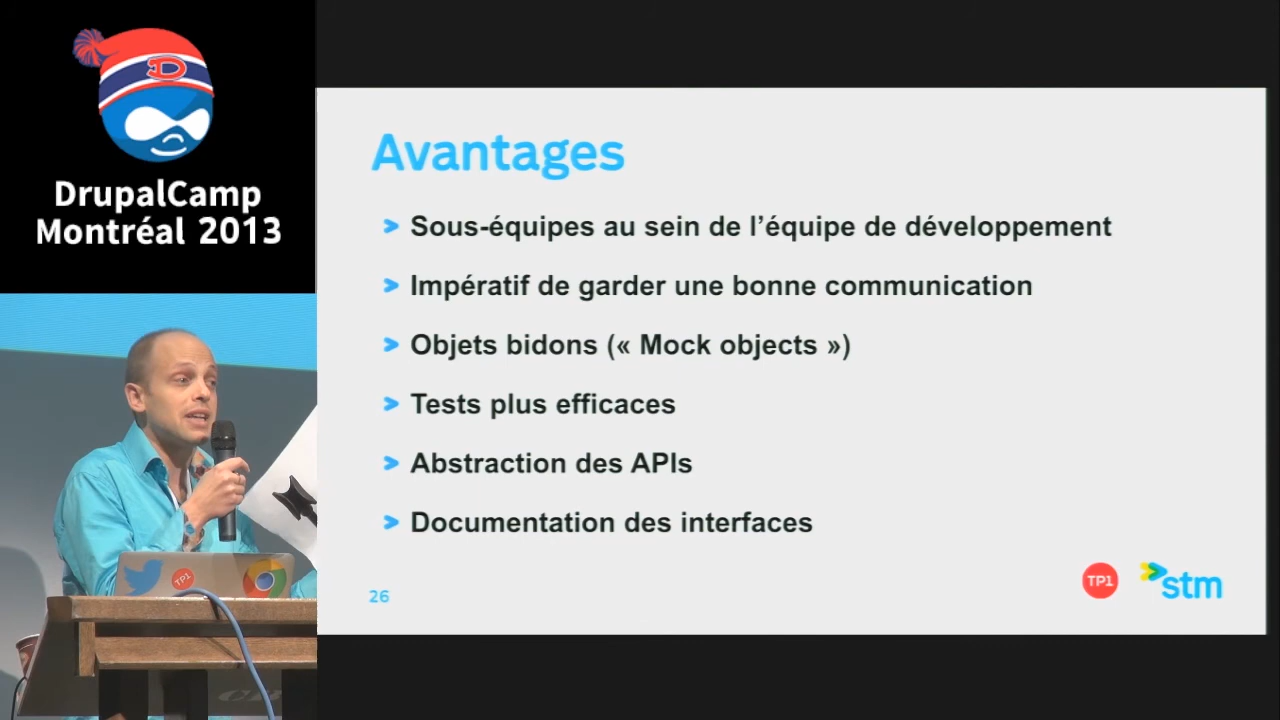 DrupalCamp
Montréal 2013
Avantages
Sous-équipes au sein de l’équipe de développement
Impératif de garder une bonne communication
Objets bidons (« Mock objects »)
Tests plus efficaces
Abstraction des APIs
Documentation des interfaces
26
TP1
stm
TP1